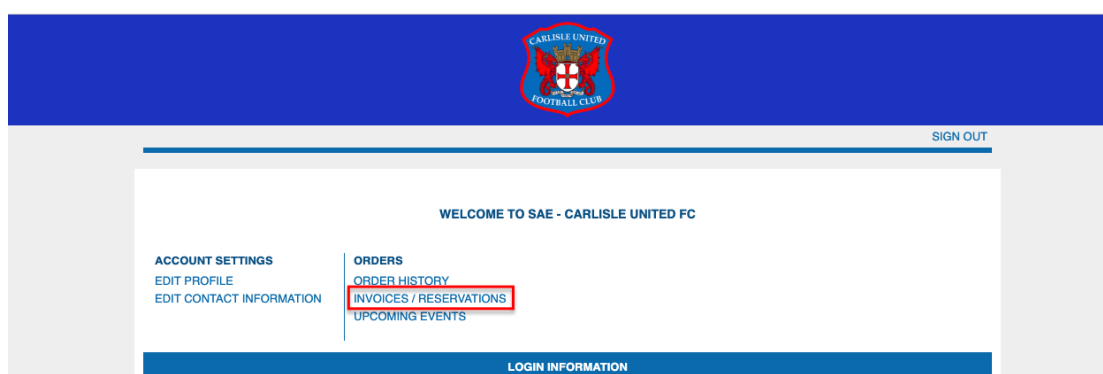 CARLISLE UNITED
FOOTBALL CLUB
SIGN OUT
WELCOME TO SAE - CARLISLE UNITED FC
ACCOUNT SETTINGS
EDIT PROFILE
EDIT CONTACT INFORMATION
ORDERS
ORDER HISTORY
INVOICES / RESERVATIONS
UPCOMING EVENTS
LOGIN INFORMATION